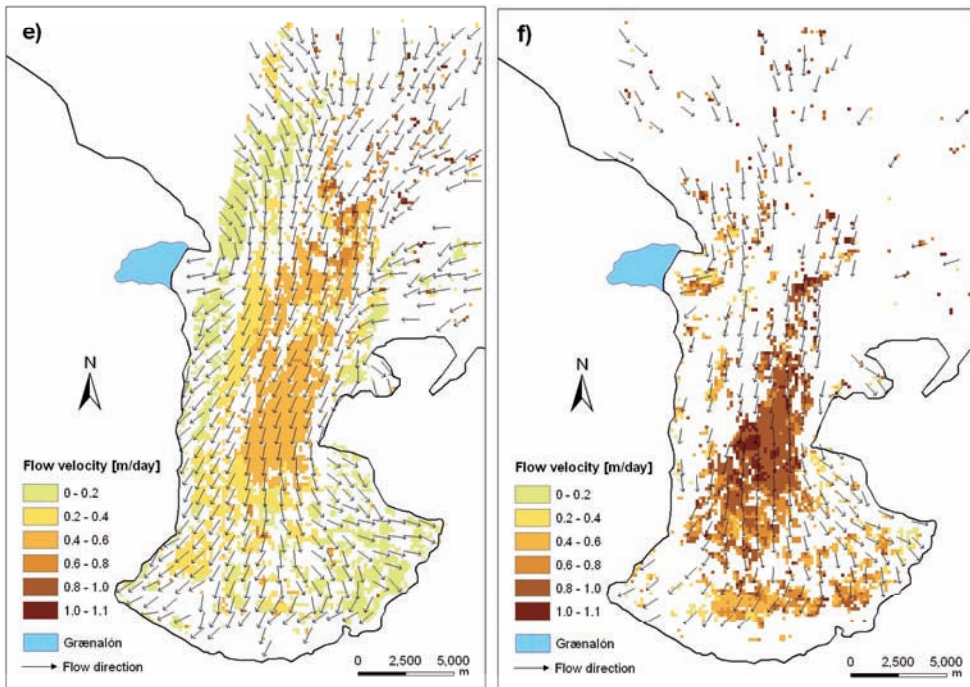 e)
N
Flow velocity [m/day]
0 - 0.2
0.2 - 0.4
0.4 - 0.6
0.6 - 0.8
0.8 - 1.0
1.0 - 1.1
Grænalón
Flow direction
0 2,500 5,000
m
f)
N
Flow velocity [m/day]
0 - 0.2
0.2 - 0.4
0.4 - 0.6
0.6 - 0.8
0.8 - 1.0
1.0 - 1.1
Grænalón
Flow direction
0 2,500 5,000
m